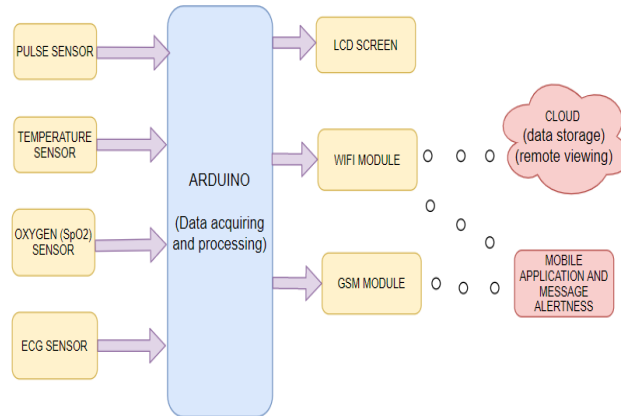 PULSE SENSOR
TEMPERATURE
SENSOR
OXYGEN (SpO2)
SENSOR
ECG SENSOR
ARDUINO
(Data acquiring
and processing)
LCD SCREEN
WIFI MODULE
GSM MODULE
CLOUD
(data storage)
(remote viewing)
MOBILE
APPLICATION AND
MESSAGE
ALERTNESS